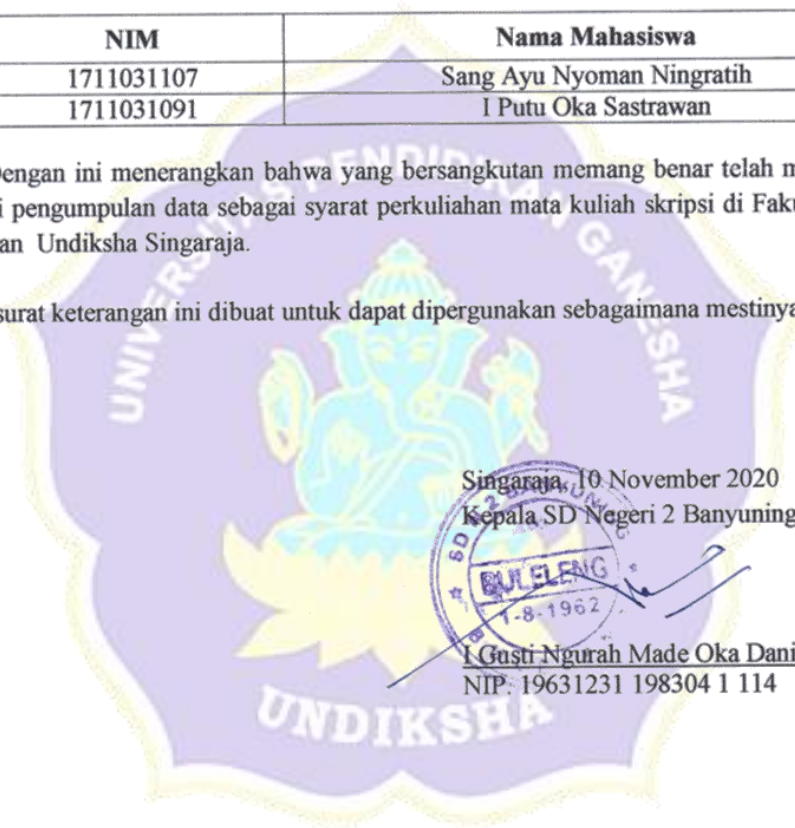 NIM Nama Mahasiswa
1711031107 Sang Ayu Nyoman Ningratih
1711031091 I Putu Oka Sastrawan
engan ini menerangkan bahwa yang bersangkutan memang benar telah m
i pengumpulan data sebagai syarat perkuliahan mata kuliah skripsi di Faku
an Undiksha Singaraja.
surat keterangan ini dibuat untuk dapat dipergunakan sebagaimana mestinya
UNIVERSITAS PENDIDIKAN GANESHA
Singaraja, 10 November 2020
Kepala SD Negeri 2 Banyuning
BULELENG
1-8-1962
I Gusti Ngurah Made Oka Dani
NIP. 19631231 198304 1 114
UNDIKSHA